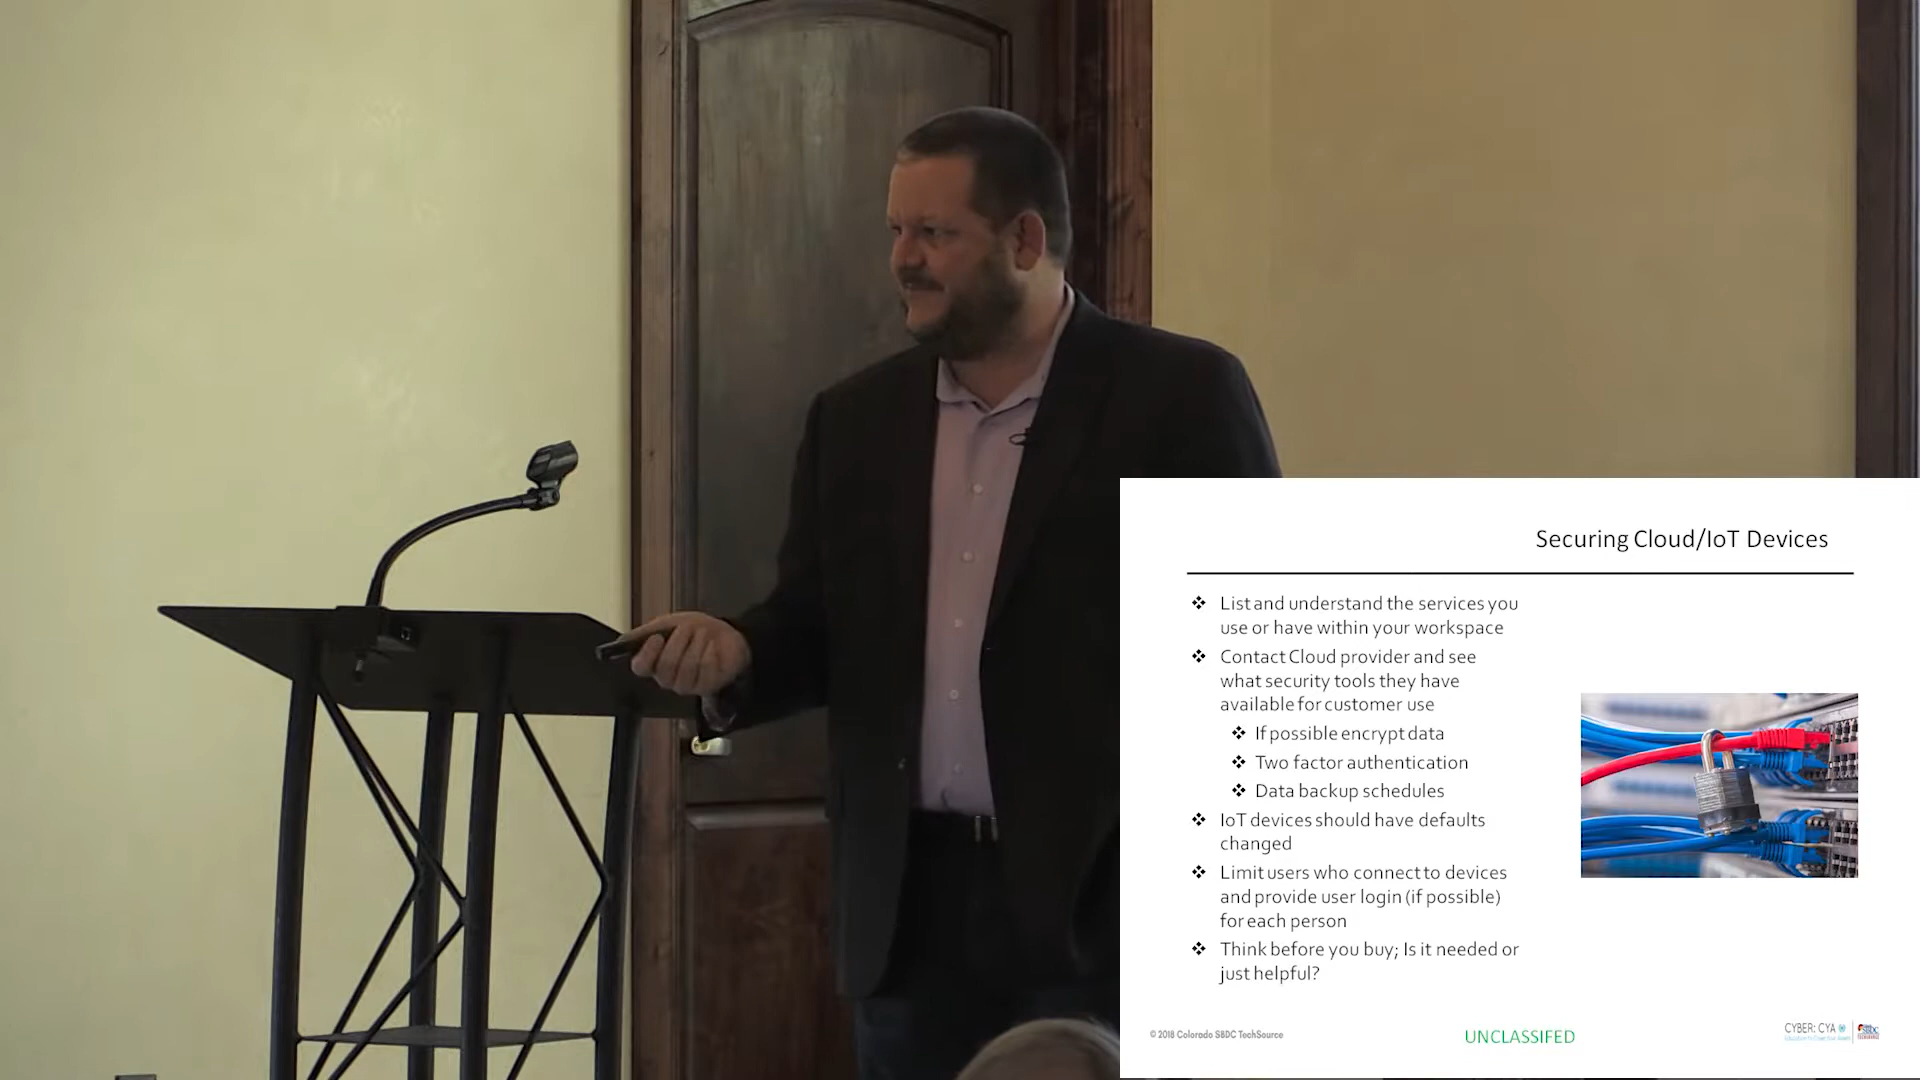 Securing Cloud/IoT Devices
❖ List and understand the services you
use or have within your workspace
❖ Contact Cloud provider and see
what security tools they have
available for customer use
❖ If possible encrypt data
❖ Two factor authentication
❖ Data backup schedules
❖ IoT devices should have defaults
changed
❖ Limit users who connect to devices
and provide user login (if possible)
for each person
❖ Think before you buy; Is it needed or
just helpful?
© 2018 Colorado SBDC TechSource
UNCLASSIFED
CYBER: CYA
SBDC